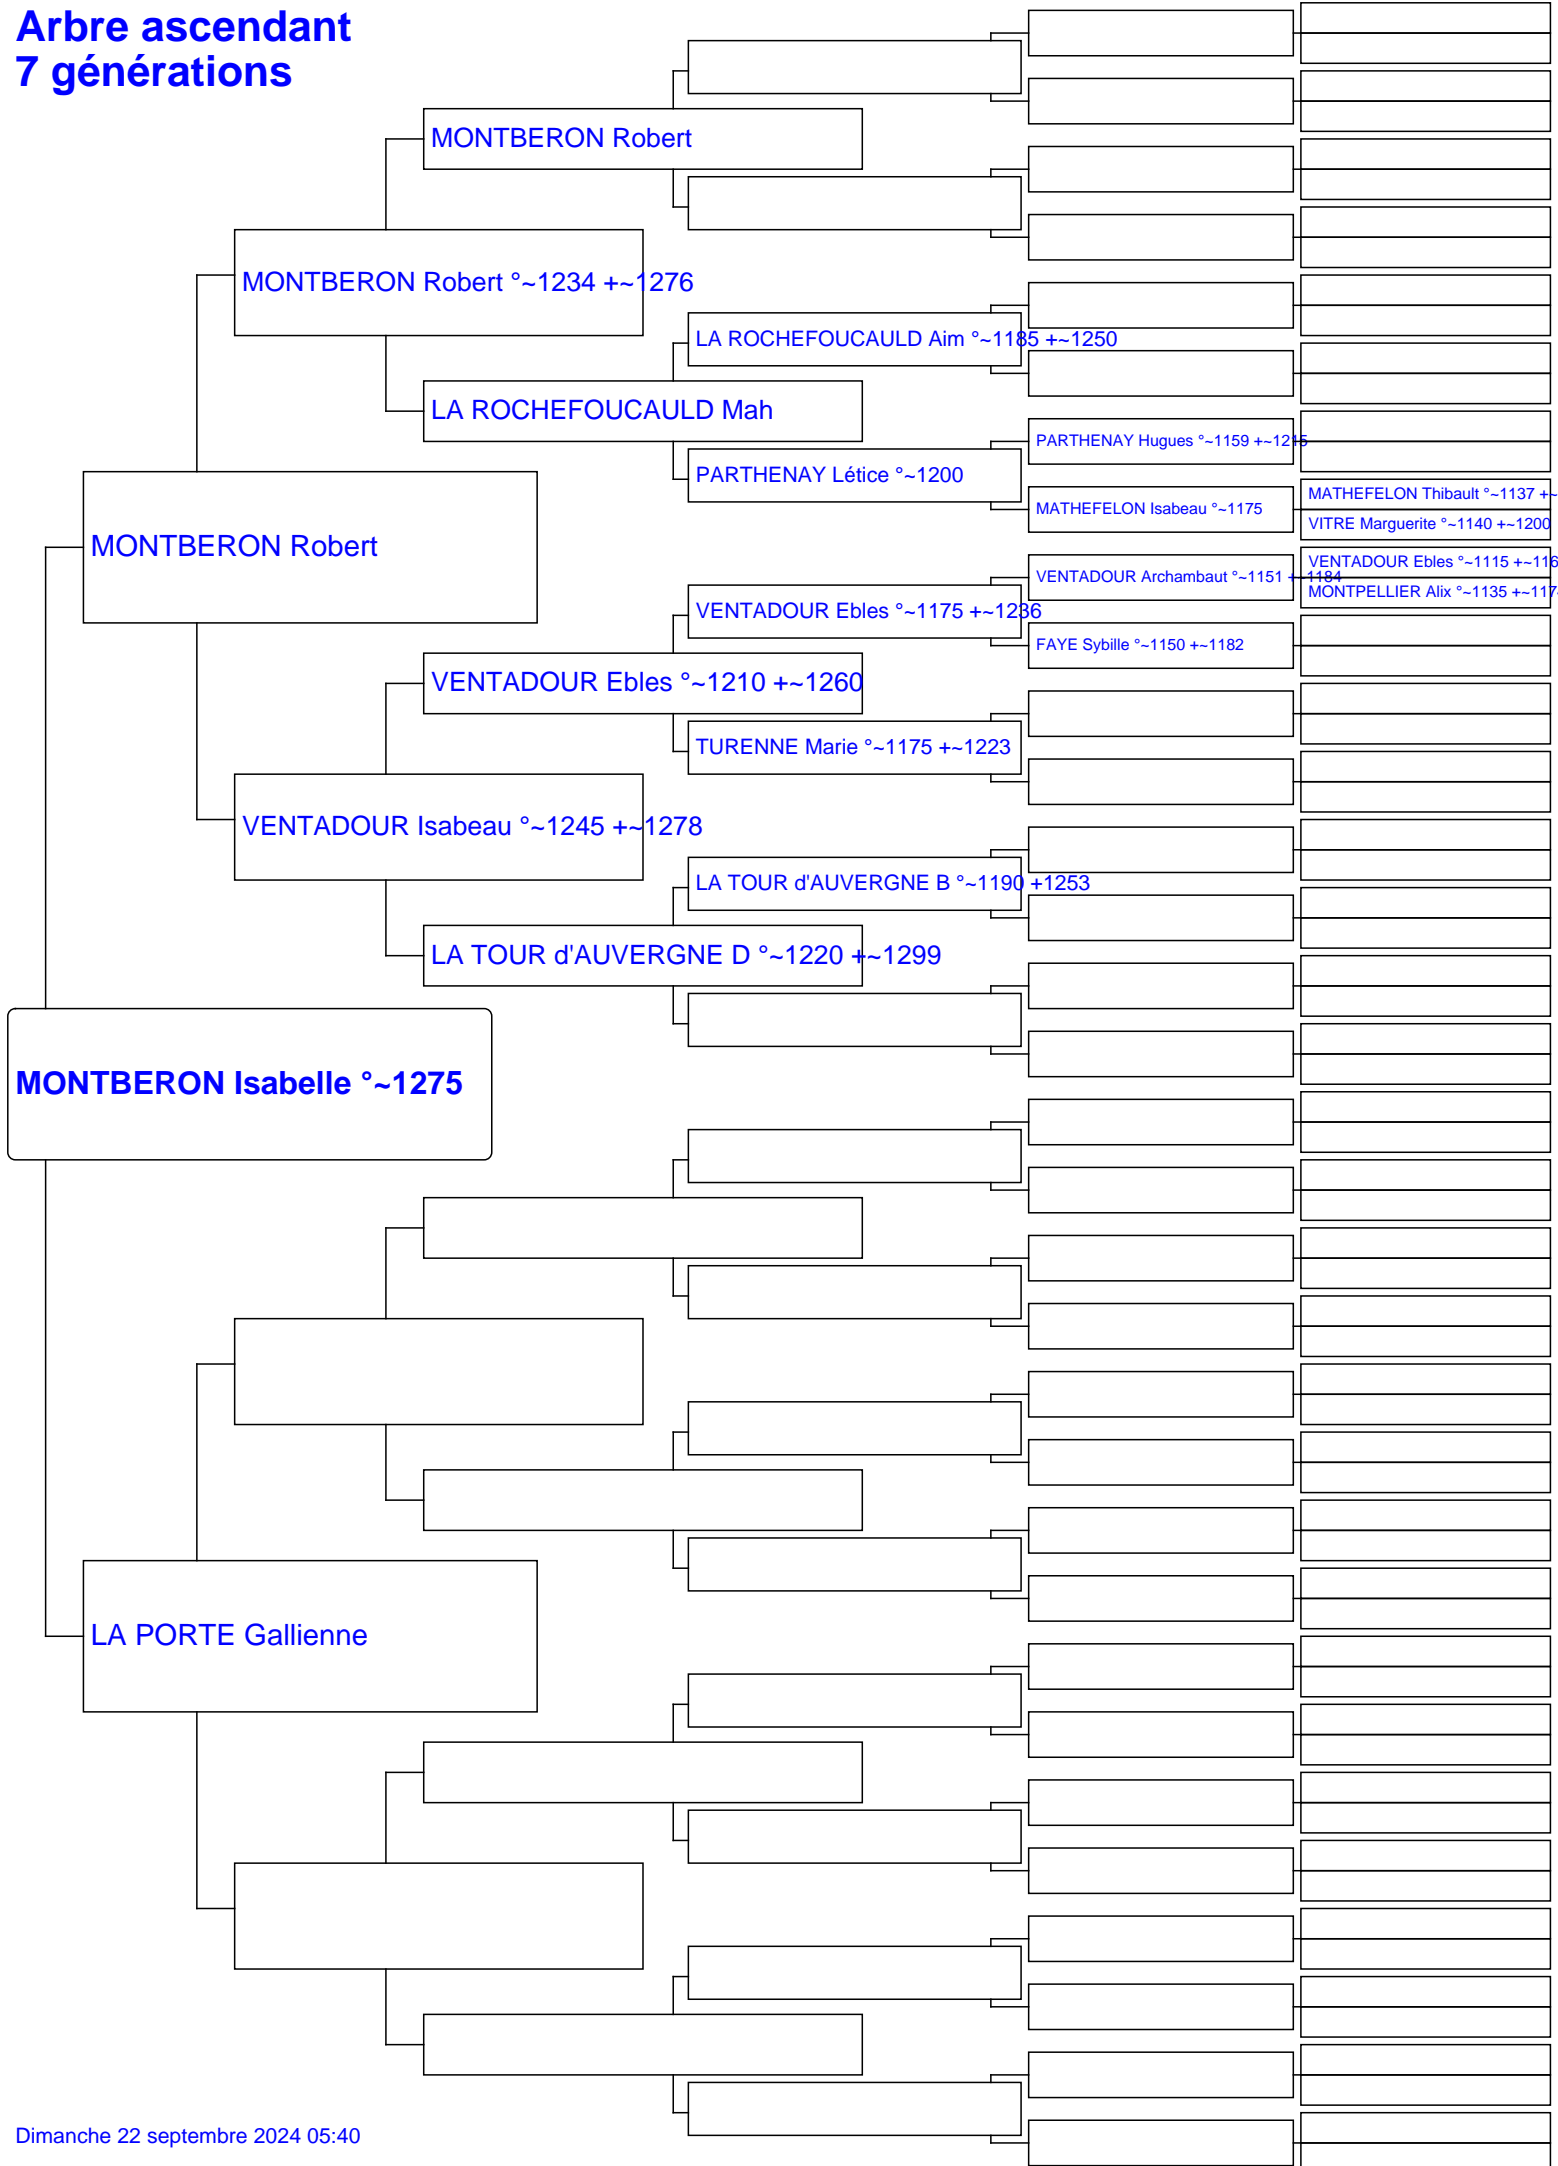 Arbre ascendant
7 générations
MONTBERON Robert
MONTBERON Robert °~1234 +~1276
LA ROCHEFOUCAULD Aim °~1185 +~1250
LA ROCHEFOUCAULD Mah
PARTHENAY Hugues °~1159 +~1215
PARTHENAY Létice °~1200
MATHEFELON Thibault °~1137 +~
MATHEFELON Isabeau °~1175
VITRE Marguerite °~1140 +~1200
MONTBERON Robert
VENTADOUR Ebles °~1115 +~116
VENTADOUR Archambaut °~1151 +~1184
MONTPELLIER Alix °~1135 +~117
VENTADOUR Ebles °~1175 +~1236
FAYE Sybille °~1150 +~1182
VENTADOUR Ebles °~1210 +~1260
TURENNE Marie °~1175 +~1223
VENTADOUR Isabeau °~1245 +~1278
LA TOUR d'AUVERGNE B °~1190 +1253
LA TOUR d'AUVERGNE D °~1220 +~1299
MONTBERON Isabelle °~1275
LA PORTE Gallienne
Dimanche 22 septembre 2024 05:40